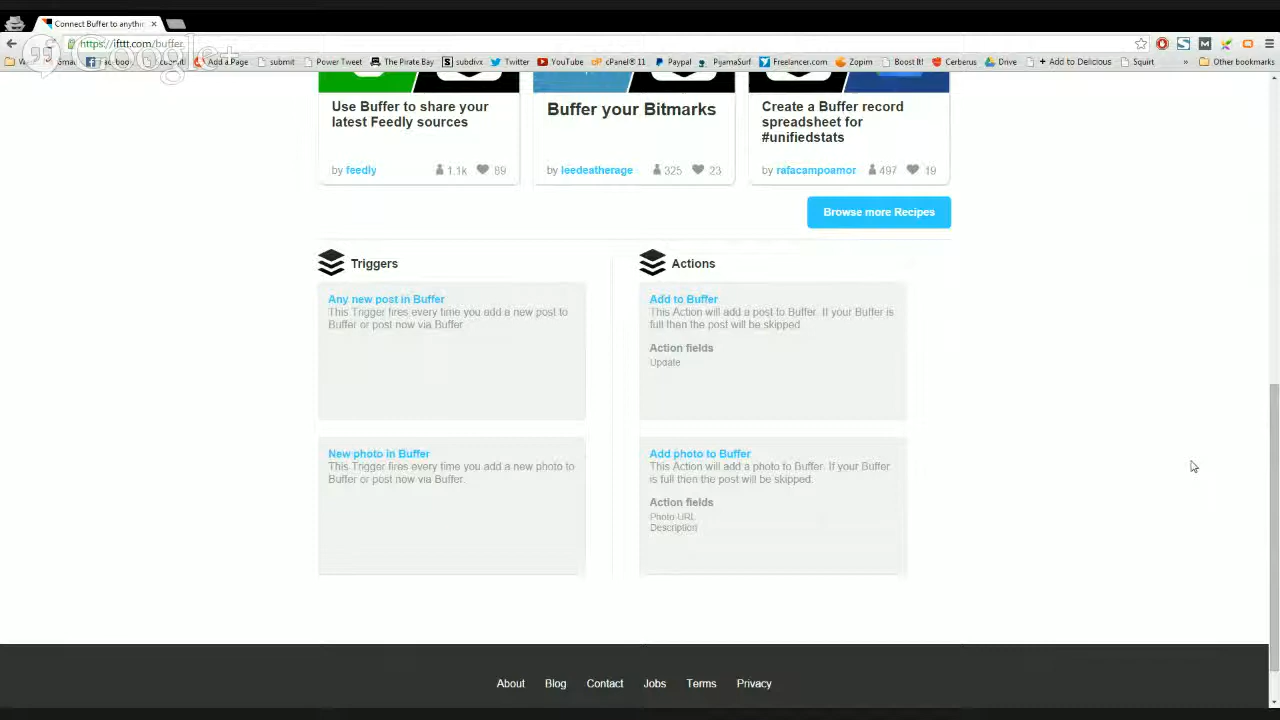 Connect Buffer to anythin
https://ifttt.com/buffer
Google+
Add a Page
submit
Power Tweet
The Pirate Bay
subdivx
Twitter
YouTube
cPanel® 11
Paypal
PijamaSurf
Freelancer.com
Zopim
Boost It!
Cerberus
Drive
+ Add to Delicious
Squirt
»
Other bookmarks
Use Buffer to share your
latest Feedly sources
by feedly
1.1k
89
Buffer your Bitmarks
by leedeatherage
325
23
Create a Buffer record
spreadsheet for
#unifiedstats
by rafacampoamor
497
19
Browse more Recipes
Triggers
Any new post in Buffer
This Trigger fires every time you add a new post to
Buffer or post now via Buffer.
New photo in Buffer
This Trigger fires every time you add a new photo to
Buffer or post now via Buffer.
Actions
Add to Buffer
This Action will add a post to Buffer. If your Buffer is
full then the post will be skipped.
Action fields
Update
Add photo to Buffer
This Action will add a photo to Buffer. If your Buffer
is full then the post will be skipped.
Action fields
Photo URL
Description
About
Blog
Contact
Jobs
Terms
Privacy